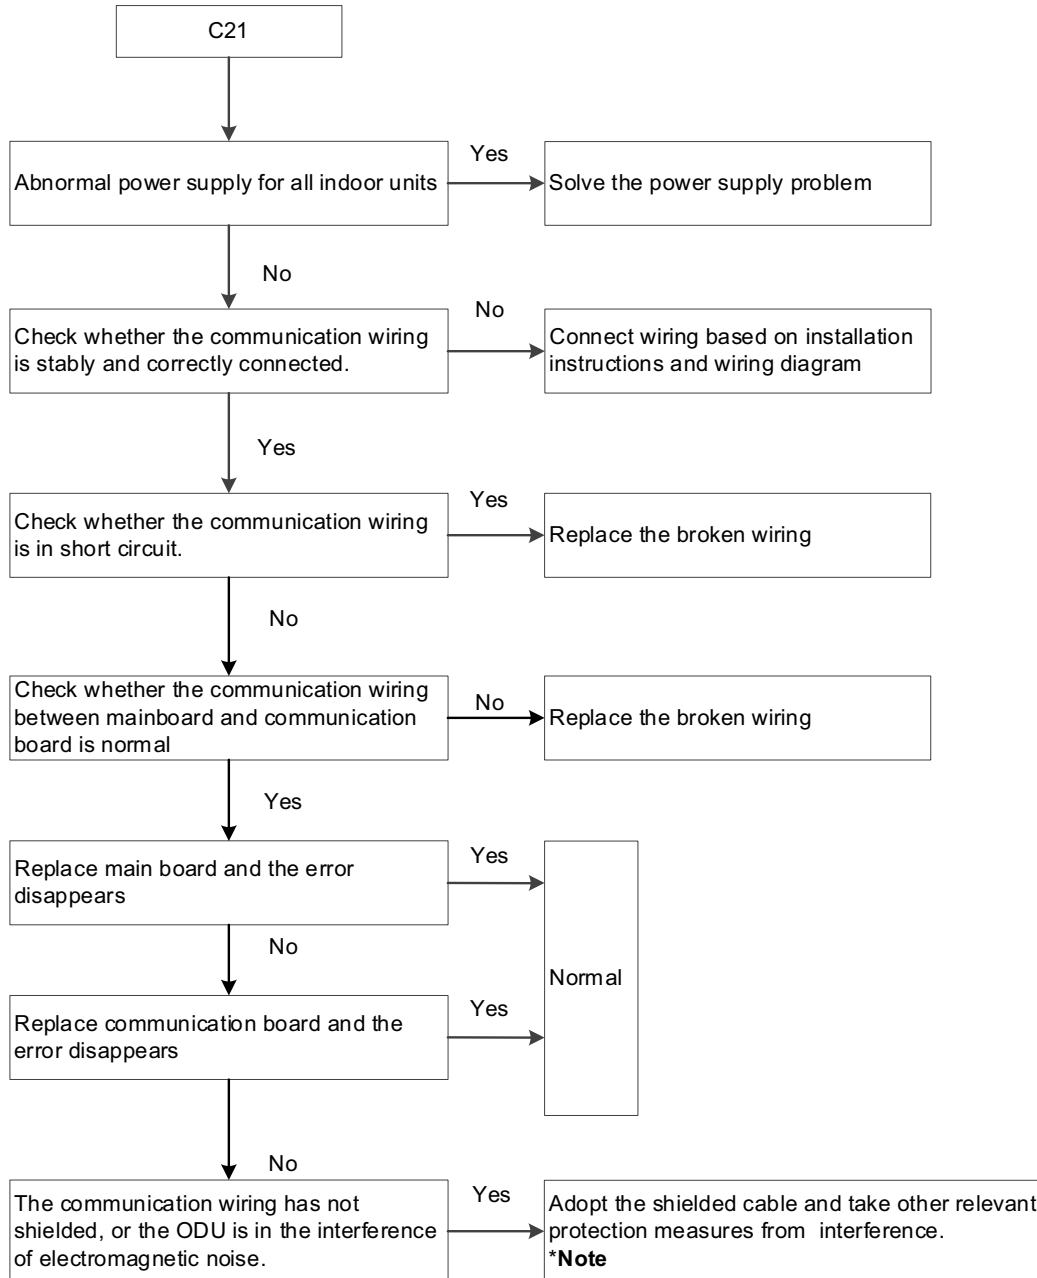 C21
Yes
Abnormal power supply for all indoor units
Solve the power supply problem
No
No
Check whether the communication wiring
is stably and correctly connected.
Connect wiring based on installation
instructions and wiring diagram
Yes
Yes
Check whether the communication wiring
is in short circuit.
Replace the broken wiring
No
Check whether the communication wiring
between mainboard and communication
board is normal
No
Replace the broken wiring
Yes
Replace main board and the error
disappears
Yes
No
Normal
Replace communication board and the
error disappears
Yes
No
The communication wiring has not
shielded, or the ODU is in the interference
of electromagnetic noise.
Yes
Adopt the shielded cable and take other relevant
protection measures from  interference.
*Note